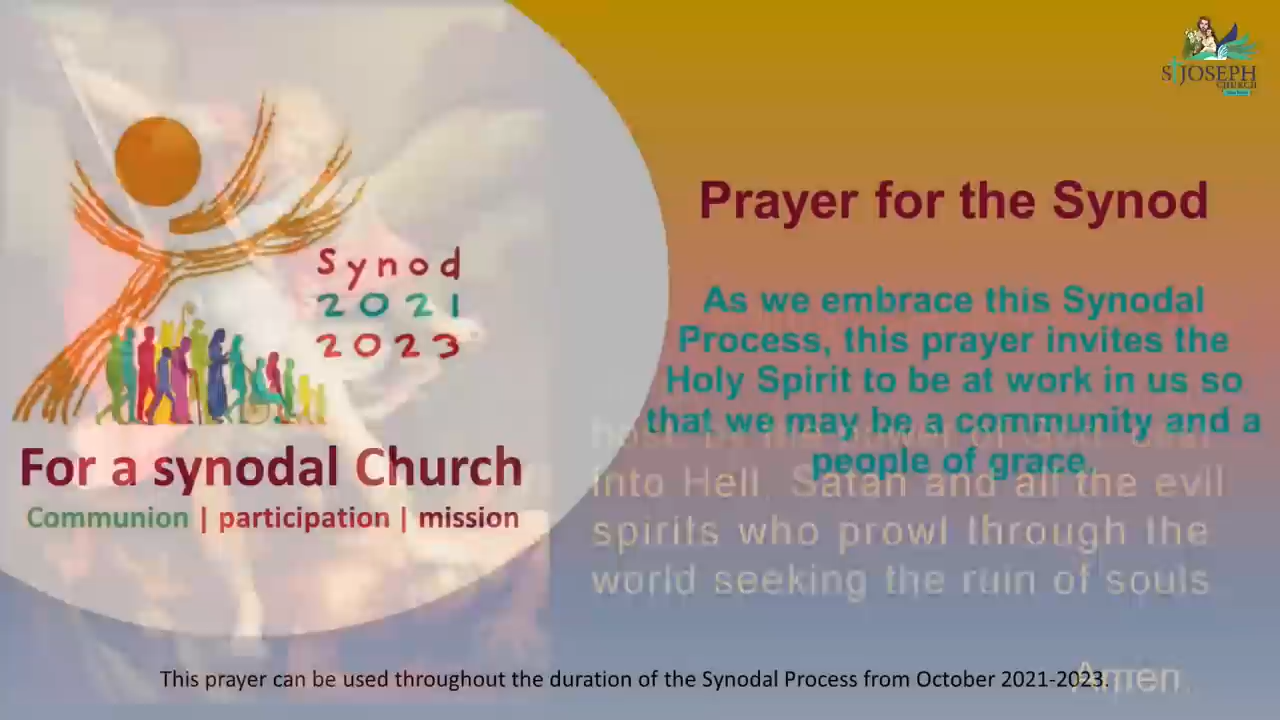 ST JOSEPH
CHURCH
Prayer for the Synod
Synod
2021
2023
As we embrace this Synodal
Process, this prayer invites the
Holy Spirit to be at work in us so
that we may be a community and a
people of grace.
For a synodal Church
Communion | participation | mission
into Hell, Satan and all the evil
spirits who prowl through the
world seeking the ruin of souls
Amen.
This prayer can be used throughout the duration of the Synodal Process from October 2021-2023.